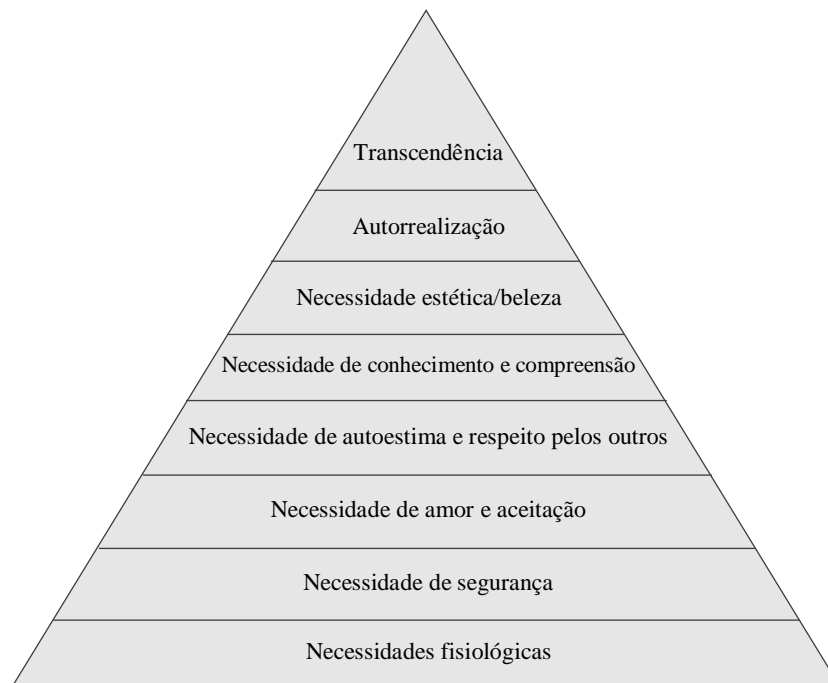 Transcendência
Autorrealização
Necessidade estética/beleza
Necessidade de conhecimento e compreensão
Necessidade de autoestima e respeito pelos outros
Necessidade de amor e aceitação
Necessidade de segurança
Necessidades fisiológicas